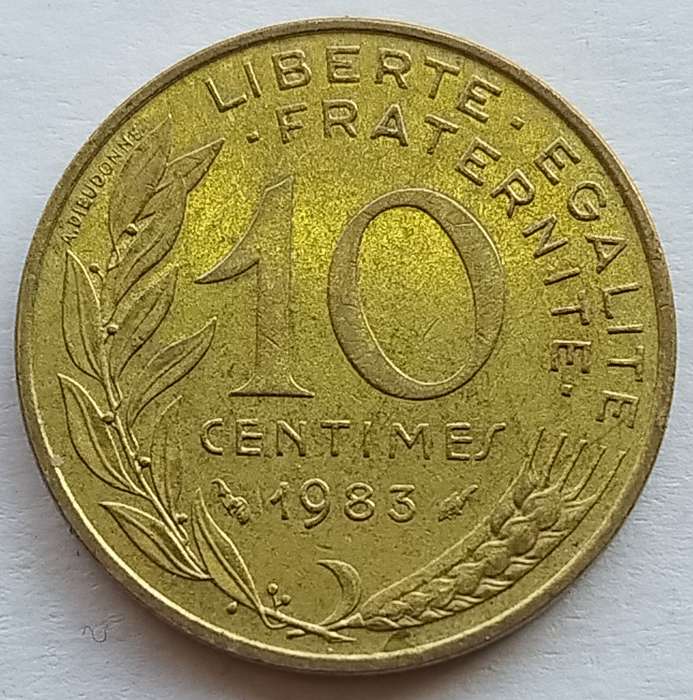 LIBERTE · EGALITE
· FRATERNITE ·
A.DIEUDONNE.
10
CENTIMES
1983